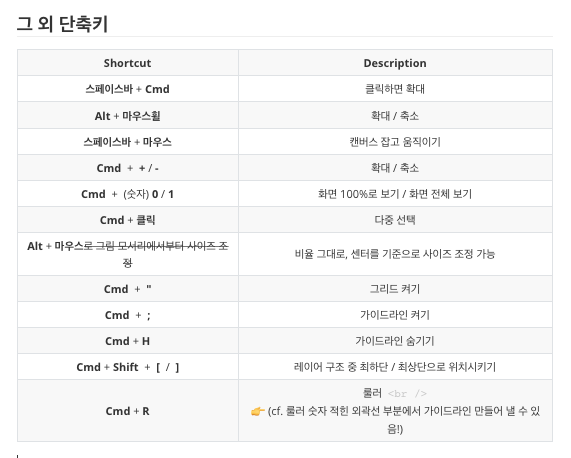 그 외 단축키
Shortcut Description
스페이스바 + Cmd 클릭하면 확대
Alt + 마우스휠 확대 / 축소
스페이스바 + 마우스 캔버스 잡고 움직이기
Cmd + + / - 확대 / 축소
Cmd + (숫자) 0 / 1 화면 100%로 보기 / 화면 전체 보기
Cmd + 클릭 다중 선택
Alt + 마우스로 그림 모서리에서부터 사이즈 조
정
비율 그대로, 센터를 기준으로 사이즈 조정 가능
Cmd + " 그리드 켜기
Cmd + ; 가이드라인 켜기
Cmd + H 가이드라인 숨기기
Cmd + Shift + [ / ] 레이어 구조 중 최하단 / 최상단으로 위치시키기
Cmd + R
룰러 <br />
👉 (cf. 룰러 숫자 적힌 외곽선 부분에서 가이드라인 만들어 낼 수 있
음!)